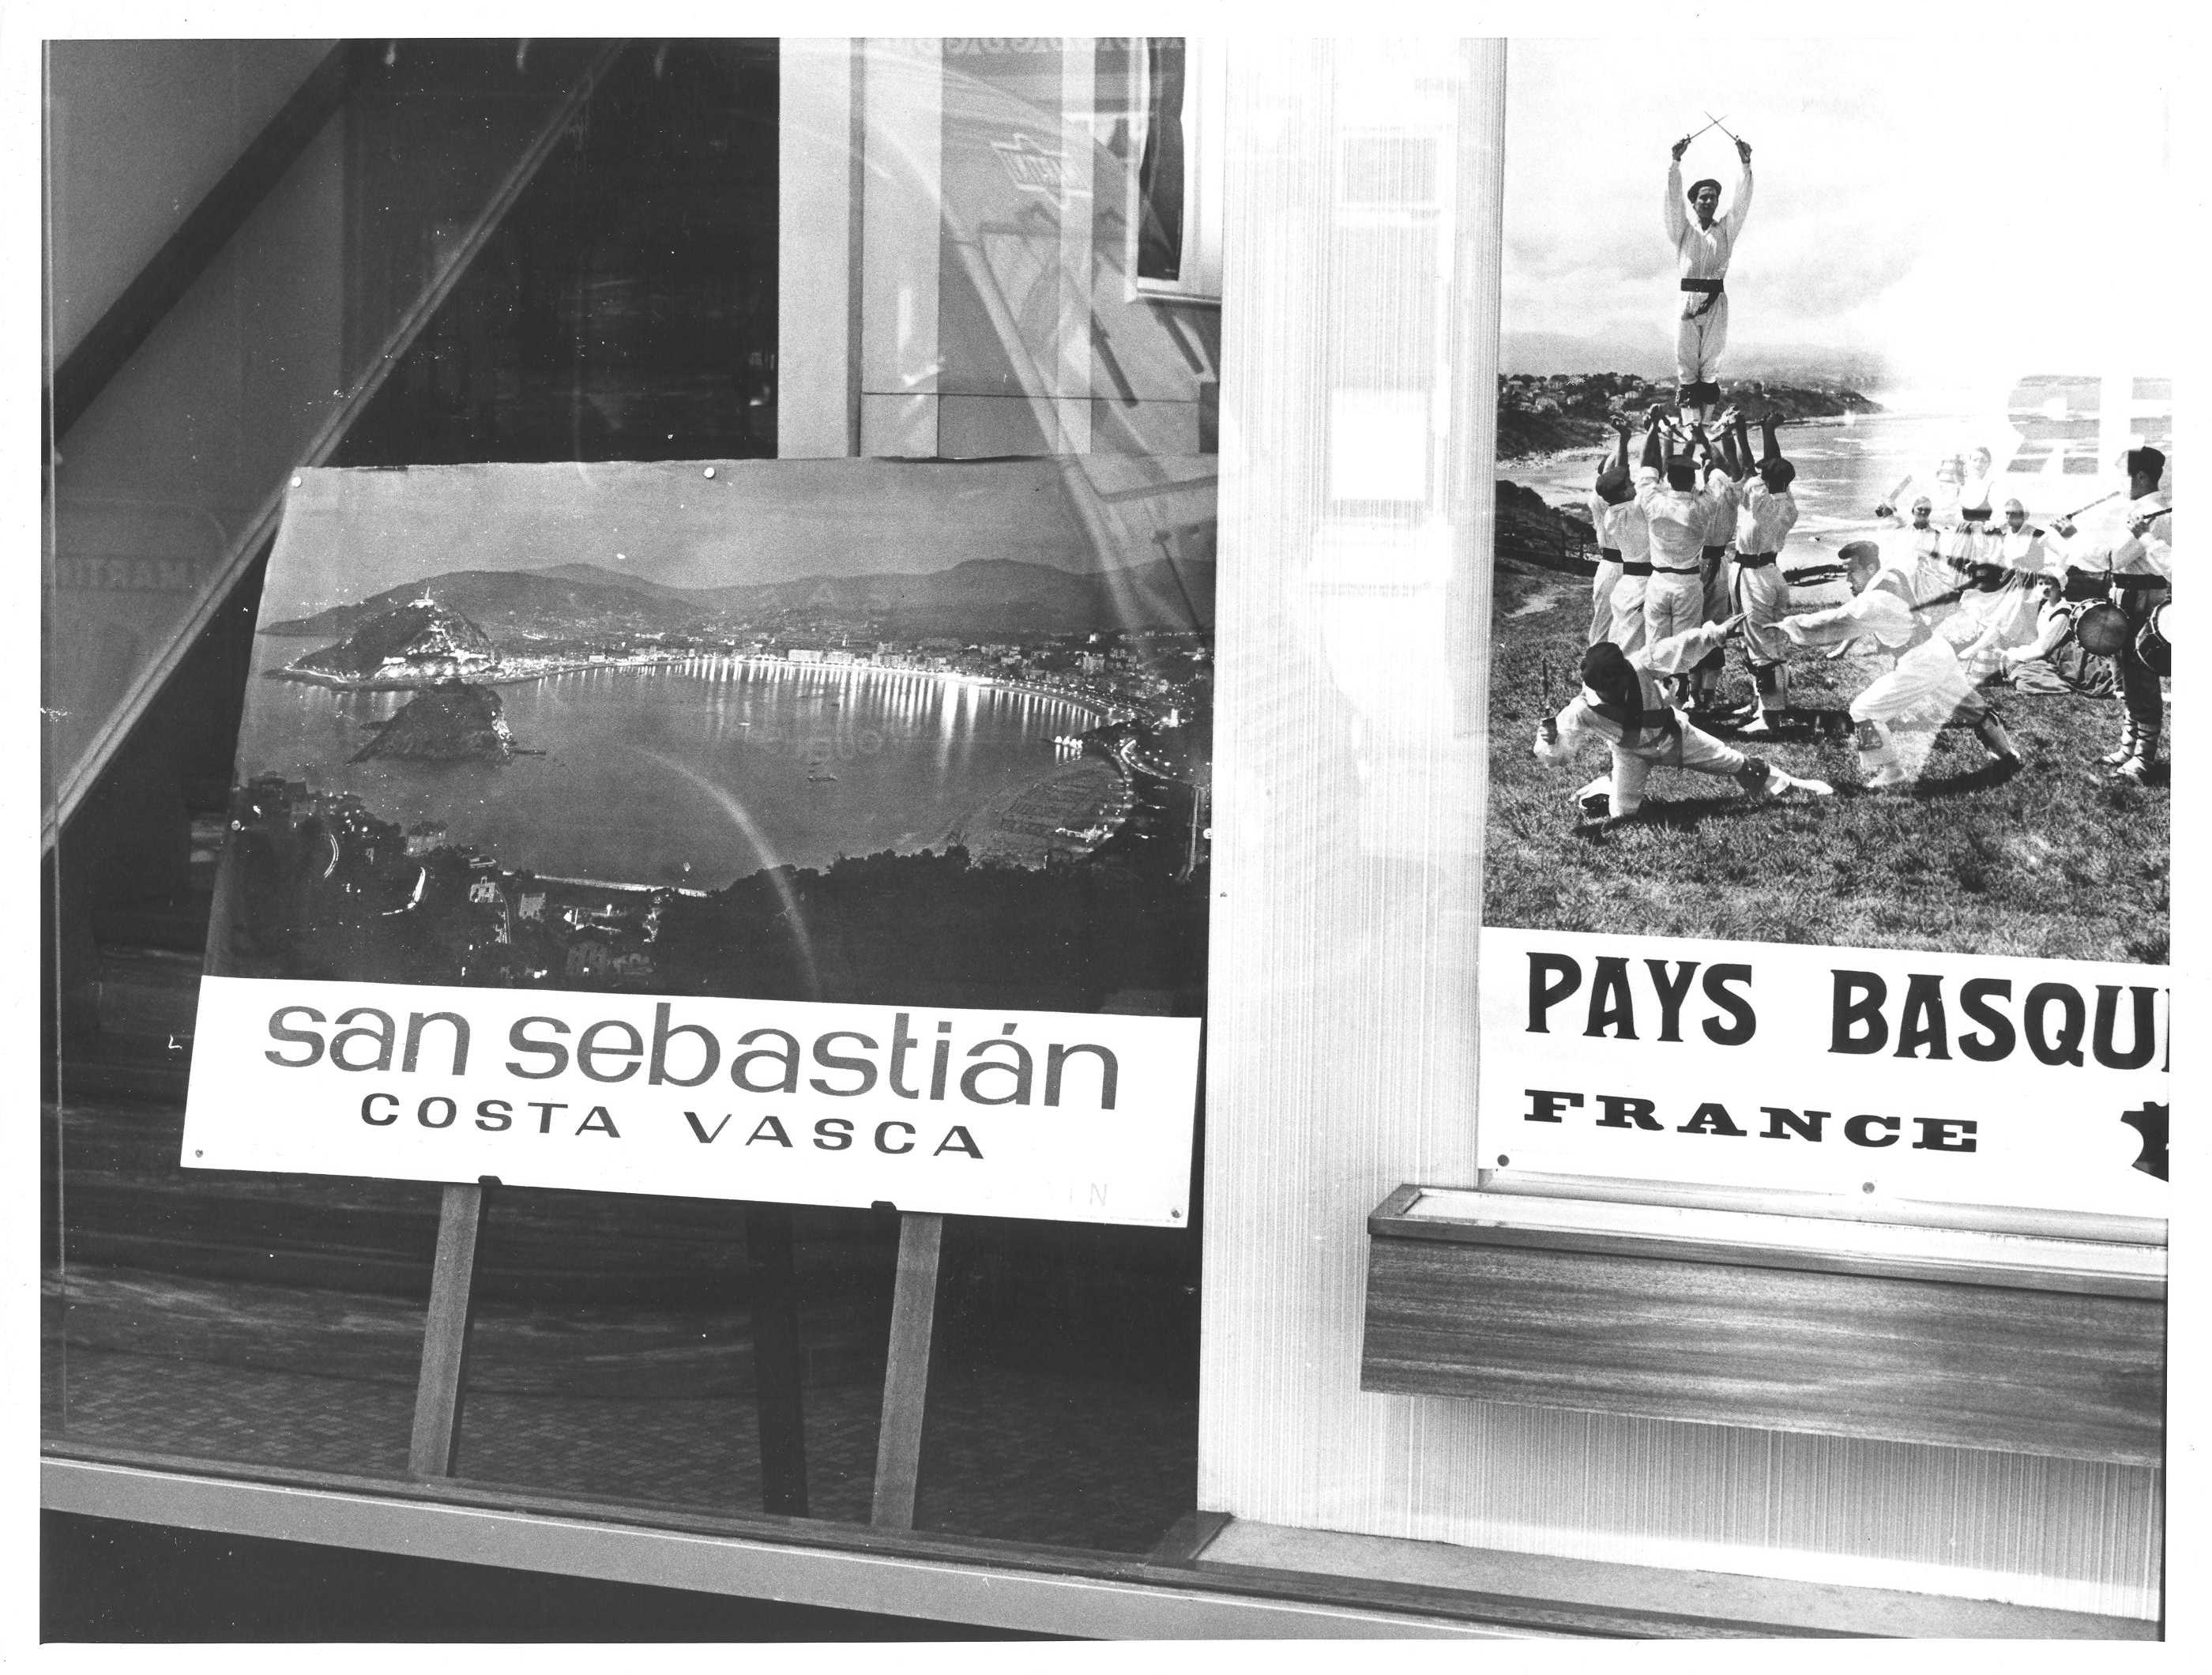 san sebastián
COSTA VASCA
PAYS BASQU
FRANCE